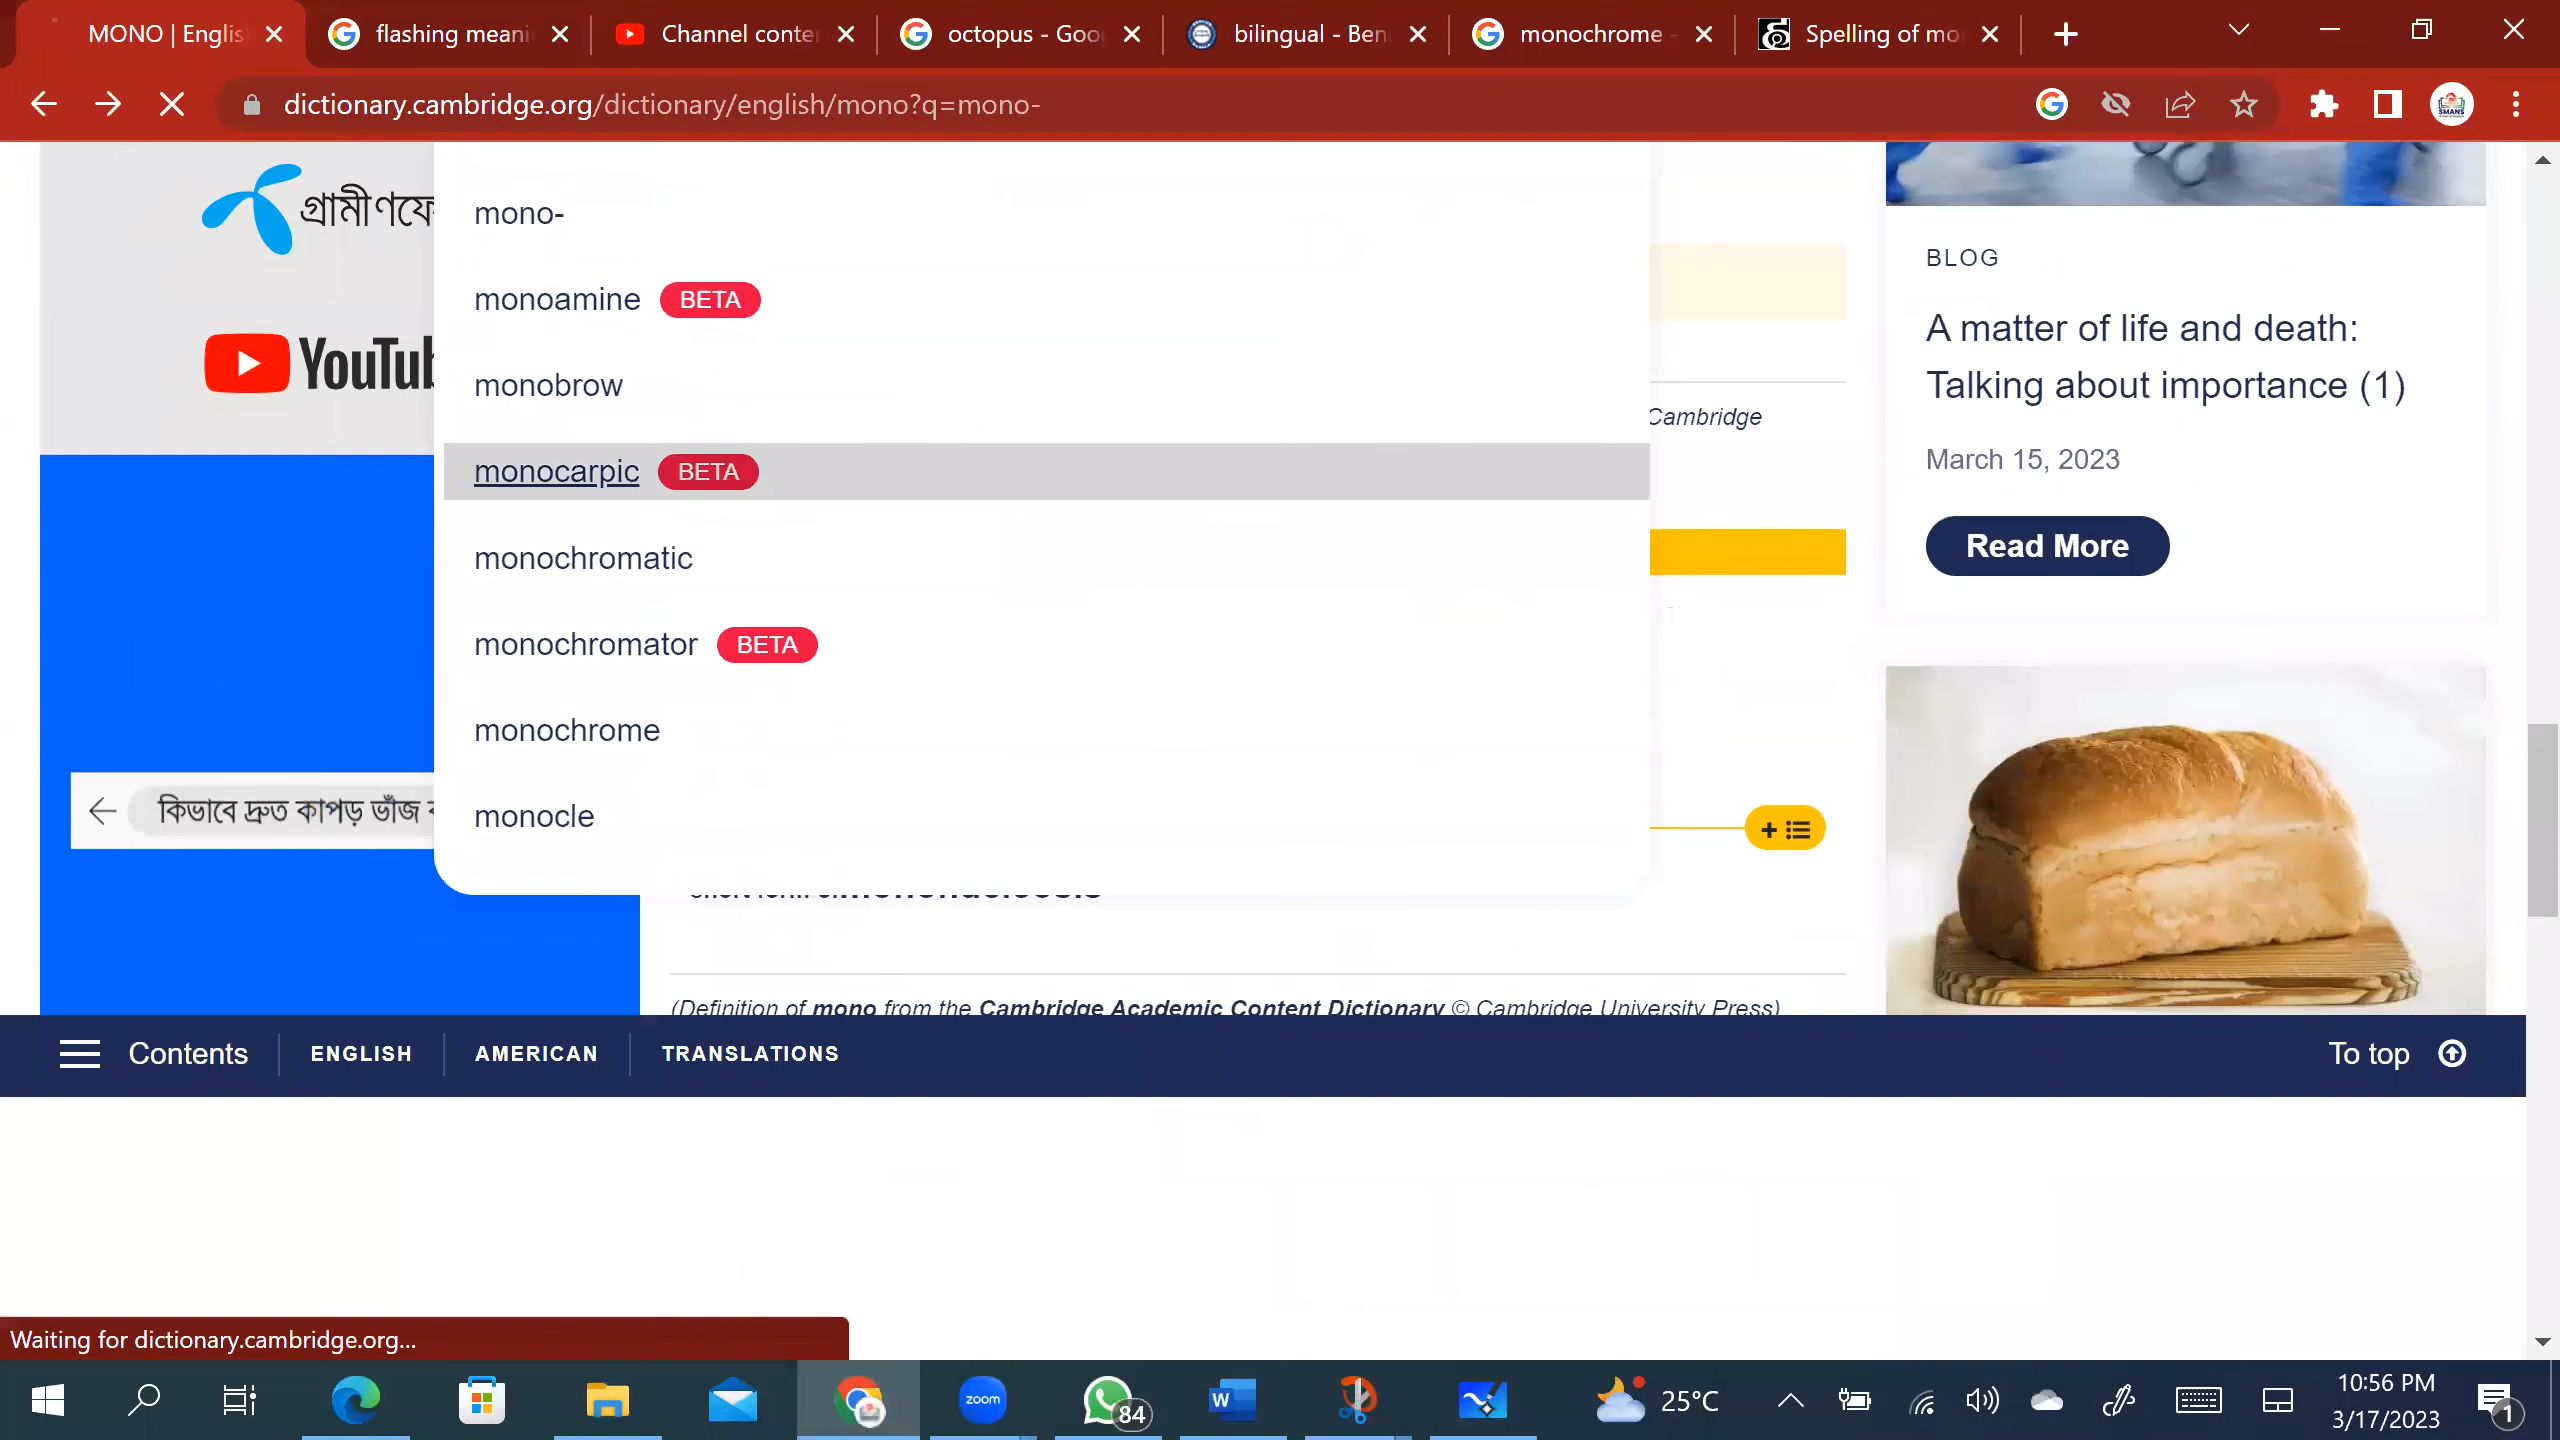 MONO | Englis
flashing meani
Channel conte
octopus - Goo
bilingual - Ben
monochrome -
Spelling of mo
dictionary.cambridge.org/dictionary/english/mono?q=mono-
গ্রামীণফো
YouTub
mono-
monoamine BETA
monobrow
monocarpic BETA
monochromatic
monochromator BETA
monochrome
monocle
কিভাবে দ্রুত কাপড় ভাঁজ
Cambridge
BLOG
A matter of life and death:
Talking about importance (1)
March 15, 2023
Read More
(Definition of mono from the Cambridge Academic Content Dictionary © Cambridge University Press)
Contents
ENGLISH
AMERICAN
TRANSLATIONS
To top
Waiting for dictionary.cambridge.org...
zoom
84
W
25°C
10:56 PM
3/17/2023
1